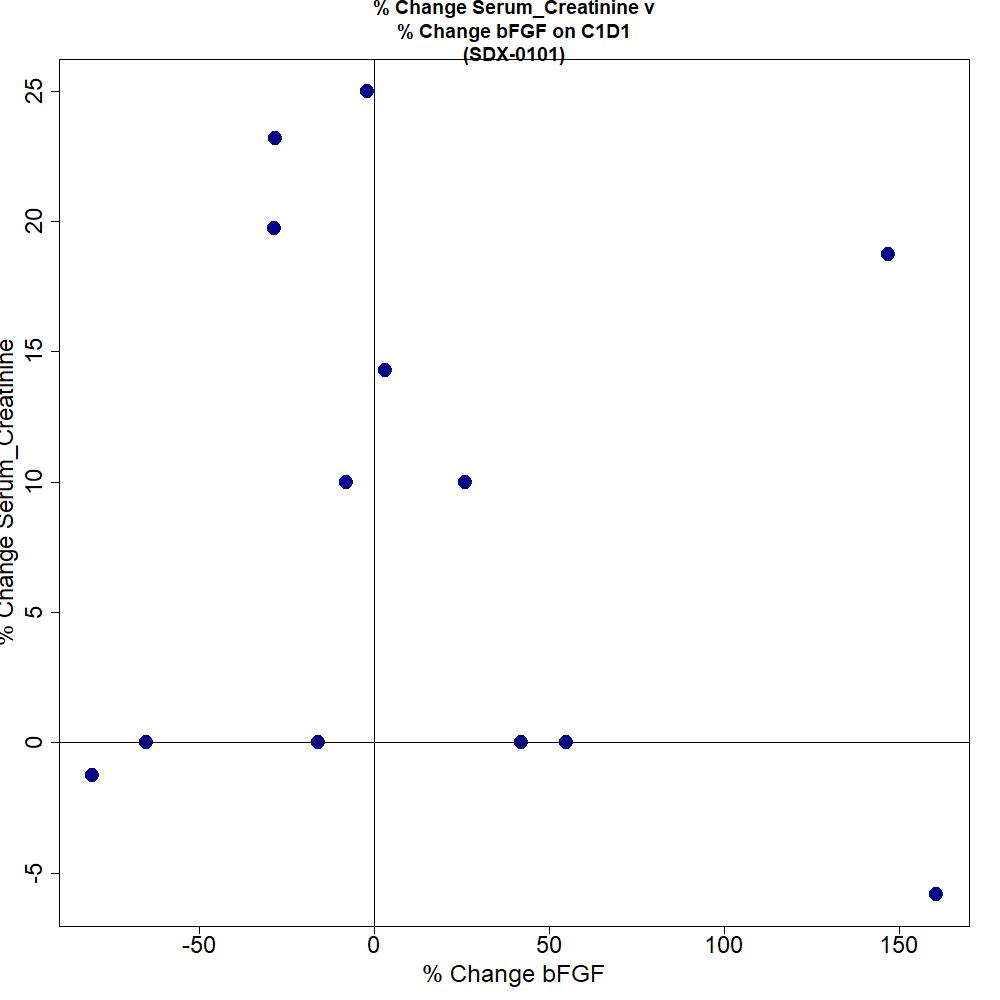 % Change Serum_Creatinine v
% Change bFGF on C1D1
(SDX-0101)
% Change Serum_Creatinine
25
20
15
10
5
0
-5
-50
0
50
100
150
% Change bFGF